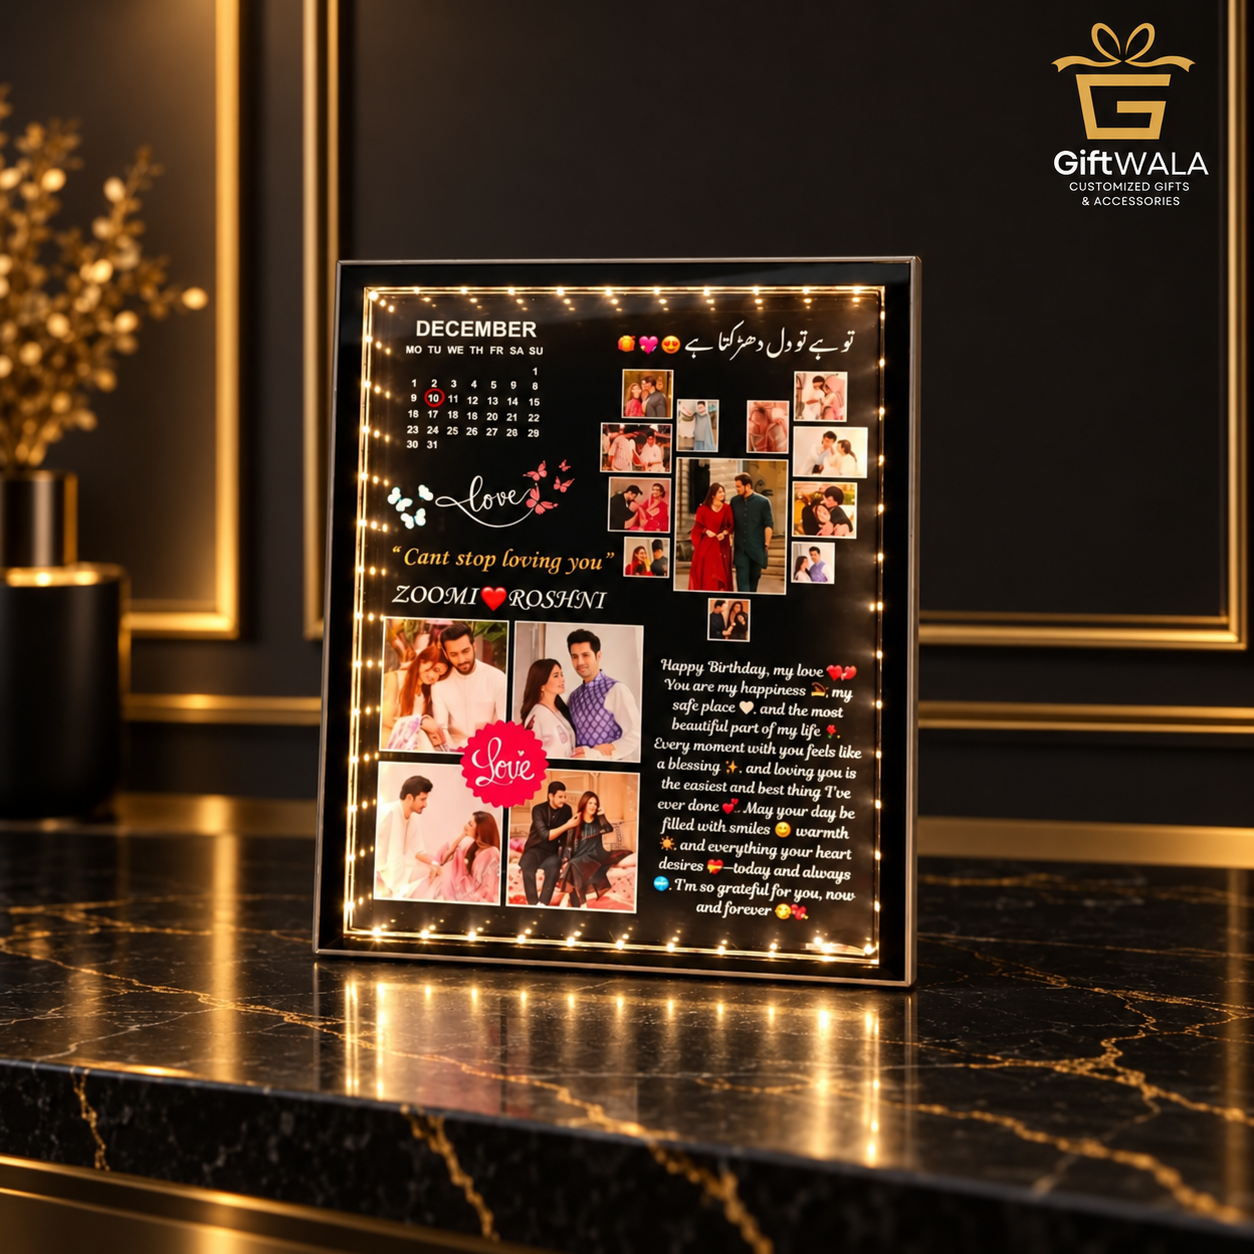 GiftWALA
CUSTOMIZED GIFTS
& ACCESSORIES
DECEMBER
MO TU WE TH FR SA SU
1
1 2 3 4 5 9 8
9 10 11 12 13 14 15
16 17 18 18 20 21 22
23 24 25 26 27 28 29
30 31
تو ہے تو دل دھڑکتا ہے 😍💖🥰
love
“Cant stop loving you”
ZOOMI❤️ROSHNI
Love
Happy Birthday, my love
You are my happiness , my
safe place 🤍. and the most
beautiful part of my life 🌹.
Every moment with you feels like
a blessing ✨. and loving you is
the easiest and best thing I've
ever done 💕. May your day be
filled with smiles 😊 warmth
☀️. and everything your heart
desires 💝—today and always
. I'm so grateful for you, now
and forever